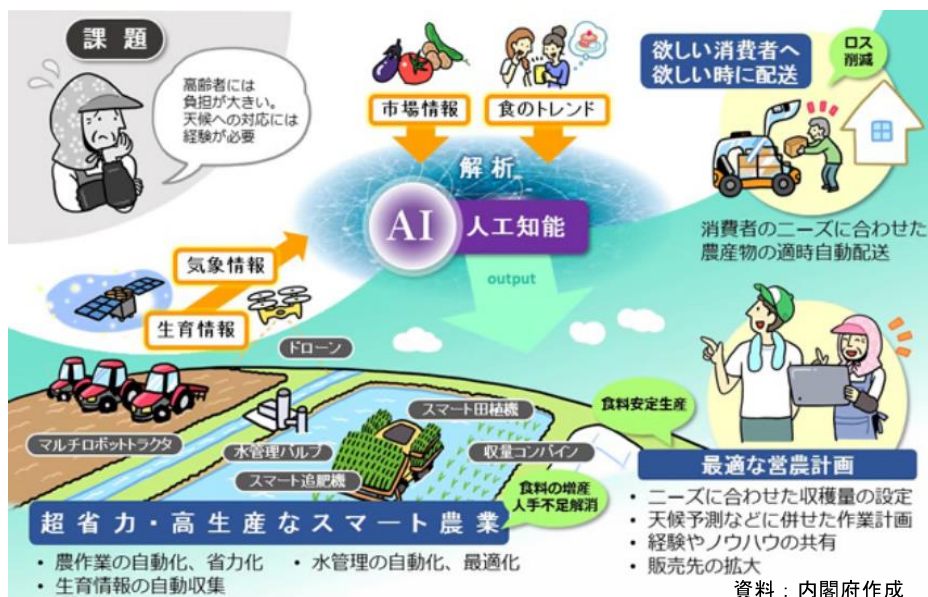 課題
高齢者には
負担が大きい。
天候への対応には
経験が必要
市場情報
食のトレンド
解析
AI 人工知能
output
気象情報
生育情報
欲しい消費者へ
欲しい時に配送
ロス
削減
消費者のニーズに合わせた
農産物の適時自動配送
ドローン
マルチロボットトラクタ
水管理バルブ
スマート追肥機
スマート田植機
収量コンバイン
食料安定生産
食料の増産
人手不足解消
超省力・高生産なスマート農業
・ 農作業の自動化、省力化
・ 水管理の自動化、最適化
・ 生育情報の自動収集
最適な営農計画
・ ニーズに合わせた収穫量の設定
・ 天候予測などに併せた作業計画
・ 経験やノウハウの共有
・ 販売先の拡大
資料：内閣府作成